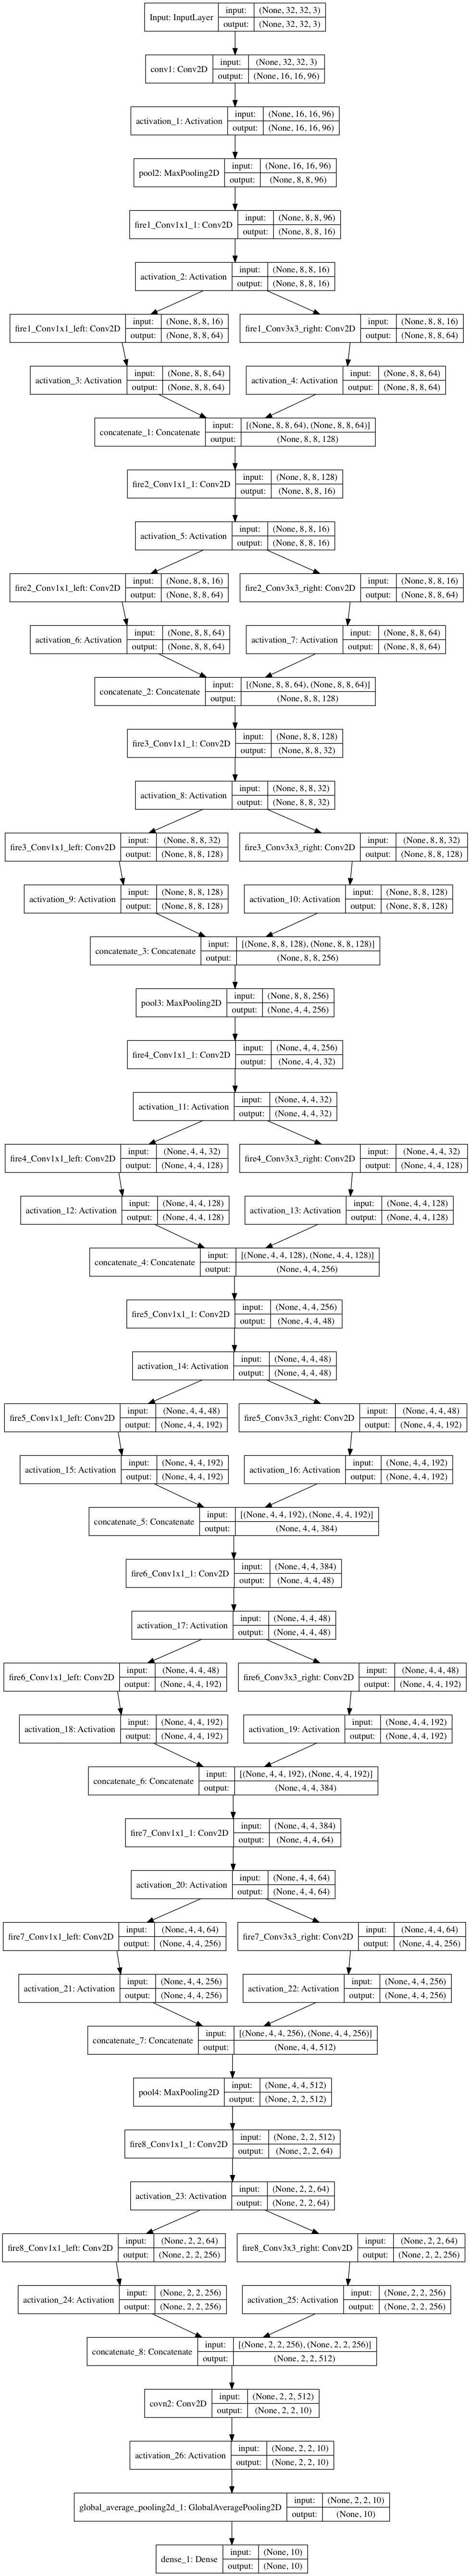 Input: InputLayer
input: (None, 32, 32, 3)
output: (None, 32, 32, 3)
conv1: Conv2D
input: (None, 32, 32, 3)
output: (None, 16, 16, 96)
activation_1: Activation
input: (None, 16, 16, 96)
output: (None, 16, 16, 96)
pool2: MaxPooling2D
input: (None, 16, 16, 96)
output: (None, 8, 8, 96)
fire1_Conv1x1_1: Conv2D
input: (None, 8, 8, 96)
output: (None, 8, 8, 16)
activation_2: Activation
input: (None, 8, 8, 16)
output: (None, 8, 8, 16)
fire1_Conv1x1_left: Conv2D
input: (None, 8, 8, 16)
output: (None, 8, 8, 64)
fire1_Conv3x3_right: Conv2D
input: (None, 8, 8, 16)
output: (None, 8, 8, 64)
activation_3: Activation
input: (None, 8, 8, 64)
output: (None, 8, 8, 64)
activation_4: Activation
input: (None, 8, 8, 64)
output: (None, 8, 8, 64)
concatenate_1: Concatenate
input: [(None, 8, 8, 64), (None, 8, 8, 64)]
output: (None, 8, 8, 128)
fire2_Conv1x1_1: Conv2D
input: (None, 8, 8, 128)
output: (None, 8, 8, 16)
activation_5: Activation
input: (None, 8, 8, 16)
output: (None, 8, 8, 16)
fire2_Conv1x1_left: Conv2D
input: (None, 8, 8, 16)
output: (None, 8, 8, 64)
fire2_Conv3x3_right: Conv2D
input: (None, 8, 8, 16)
output: (None, 8, 8, 64)
activation_6: Activation
input: (None, 8, 8, 64)
output: (None, 8, 8, 64)
activation_7: Activation
input: (None, 8, 8, 64)
output: (None, 8, 8, 64)
concatenate_2: Concatenate
input: [(None, 8, 8, 64), (None, 8, 8, 64)]
output: (None, 8, 8, 128)
fire3_Conv1x1_1: Conv2D
input: (None, 8, 8, 128)
output: (None, 8, 8, 32)
activation_8: Activation
input: (None, 8, 8, 32)
output: (None, 8, 8, 32)
fire3_Conv1x1_left: Conv2D
input: (None, 8, 8, 32)
output: (None, 8, 8, 128)
fire3_Conv3x3_right: Conv2D
input: (None, 8, 8, 32)
output: (None, 8, 8, 128)
activation_9: Activation
input: (None, 8, 8, 128)
output: (None, 8, 8, 128)
activation_10: Activation
input: (None, 8, 8, 128)
output: (None, 8, 8, 128)
concatenate_3: Concatenate
input: [(None, 8, 8, 128), (None, 8, 8, 128)]
output: (None, 8, 8, 256)
pool3: MaxPooling2D
input: (None, 8, 8, 256)
output: (None, 4, 4, 256)
fire4_Conv1x1_1: Conv2D
input: (None, 4, 4, 256)
output: (None, 4, 4, 32)
activation_11: Activation
input: (None, 4, 4, 32)
output: (None, 4, 4, 32)
fire4_Conv1x1_left: Conv2D
input: (None, 4, 4, 32)
output: (None, 4, 4, 128)
fire4_Conv3x3_right: Conv2D
input: (None, 4, 4, 32)
output: (None, 4, 4, 128)
activation_12: Activation
input: (None, 4, 4, 128)
output: (None, 4, 4, 128)
activation_13: Activation
input: (None, 4, 4, 128)
output: (None, 4, 4, 128)
concatenate_4: Concatenate
input: [(None, 4, 4, 128), (None, 4, 4, 128)]
output: (None, 4, 4, 256)
fire5_Conv1x1_1: Conv2D
input: (None, 4, 4, 256)
output: (None, 4, 4, 48)
activation_14: Activation
input: (None, 4, 4, 48)
output: (None, 4, 4, 48)
fire5_Conv1x1_left: Conv2D
input: (None, 4, 4, 48)
output: (None, 4, 4, 192)
fire5_Conv3x3_right: Conv2D
input: (None, 4, 4, 48)
output: (None, 4, 4, 192)
activation_15: Activation
input: (None, 4, 4, 192)
output: (None, 4, 4, 192)
activation_16: Activation
input: (None, 4, 4, 192)
output: (None, 4, 4, 192)
concatenate_5: Concatenate
input: [(None, 4, 4, 192), (None, 4, 4, 192)]
output: (None, 4, 4, 384)
fire6_Conv1x1_1: Conv2D
input: (None, 4, 4, 384)
output: (None, 4, 4, 48)
activation_17: Activation
input: (None, 4, 4, 48)
output: (None, 4, 4, 48)
fire6_Conv1x1_left: Conv2D
input: (None, 4, 4, 48)
output: (None, 4, 4, 192)
fire6_Conv3x3_right: Conv2D
input: (None, 4, 4, 48)
output: (None, 4, 4, 192)
activation_18: Activation
input: (None, 4, 4, 192)
output: (None, 4, 4, 192)
activation_19: Activation
input: (None, 4, 4, 192)
output: (None, 4, 4, 192)
concatenate_6: Concatenate
input: [(None, 4, 4, 192), (None, 4, 4, 192)]
output: (None, 4, 4, 384)
fire7_Conv1x1_1: Conv2D
input: (None, 4, 4, 384)
output: (None, 4, 4, 64)
activation_20: Activation
input: (None, 4, 4, 64)
output: (None, 4, 4, 64)
fire7_Conv1x1_left: Conv2D
input: (None, 4, 4, 64)
output: (None, 4, 4, 256)
fire7_Conv3x3_right: Conv2D
input: (None, 4, 4, 64)
output: (None, 4, 4, 256)
activation_21: Activation
input: (None, 4, 4, 256)
output: (None, 4, 4, 256)
activation_22: Activation
input: (None, 4, 4, 256)
output: (None, 4, 4, 256)
concatenate_7: Concatenate
input: [(None, 4, 4, 256), (None, 4, 4, 256)]
output: (None, 4, 4, 512)
pool4: MaxPooling2D
input: (None, 4, 4, 512)
output: (None, 2, 2, 512)
fire8_Conv1x1_1: Conv2D
input: (None, 2, 2, 512)
output: (None, 2, 2, 64)
activation_23: Activation
input: (None, 2, 2, 64)
output: (None, 2, 2, 64)
fire8_Conv1x1_left: Conv2D
input: (None, 2, 2, 64)
output: (None, 2, 2, 256)
fire8_Conv3x3_right: Conv2D
input: (None, 2, 2, 64)
output: (None, 2, 2, 256)
activation_24: Activation
input: (None, 2, 2, 256)
output: (None, 2, 2, 256)
activation_25: Activation
input: (None, 2, 2, 256)
output: (None, 2, 2, 256)
concatenate_8: Concatenate
input: [(None, 2, 2, 256), (None, 2, 2, 256)]
output: (None, 2, 2, 512)
covn2: Conv2D
input: (None, 2, 2, 512)
output: (None, 2, 2, 10)
activation_26: Activation
input: (None, 2, 2, 10)
output: (None, 2, 2, 10)
global_average_pooling2d_1: GlobalAveragePooling2D
input: (None, 2, 2, 10)
output: (None, 10)
dense_1: Dense
input: (None, 10)
output: (None, 10)